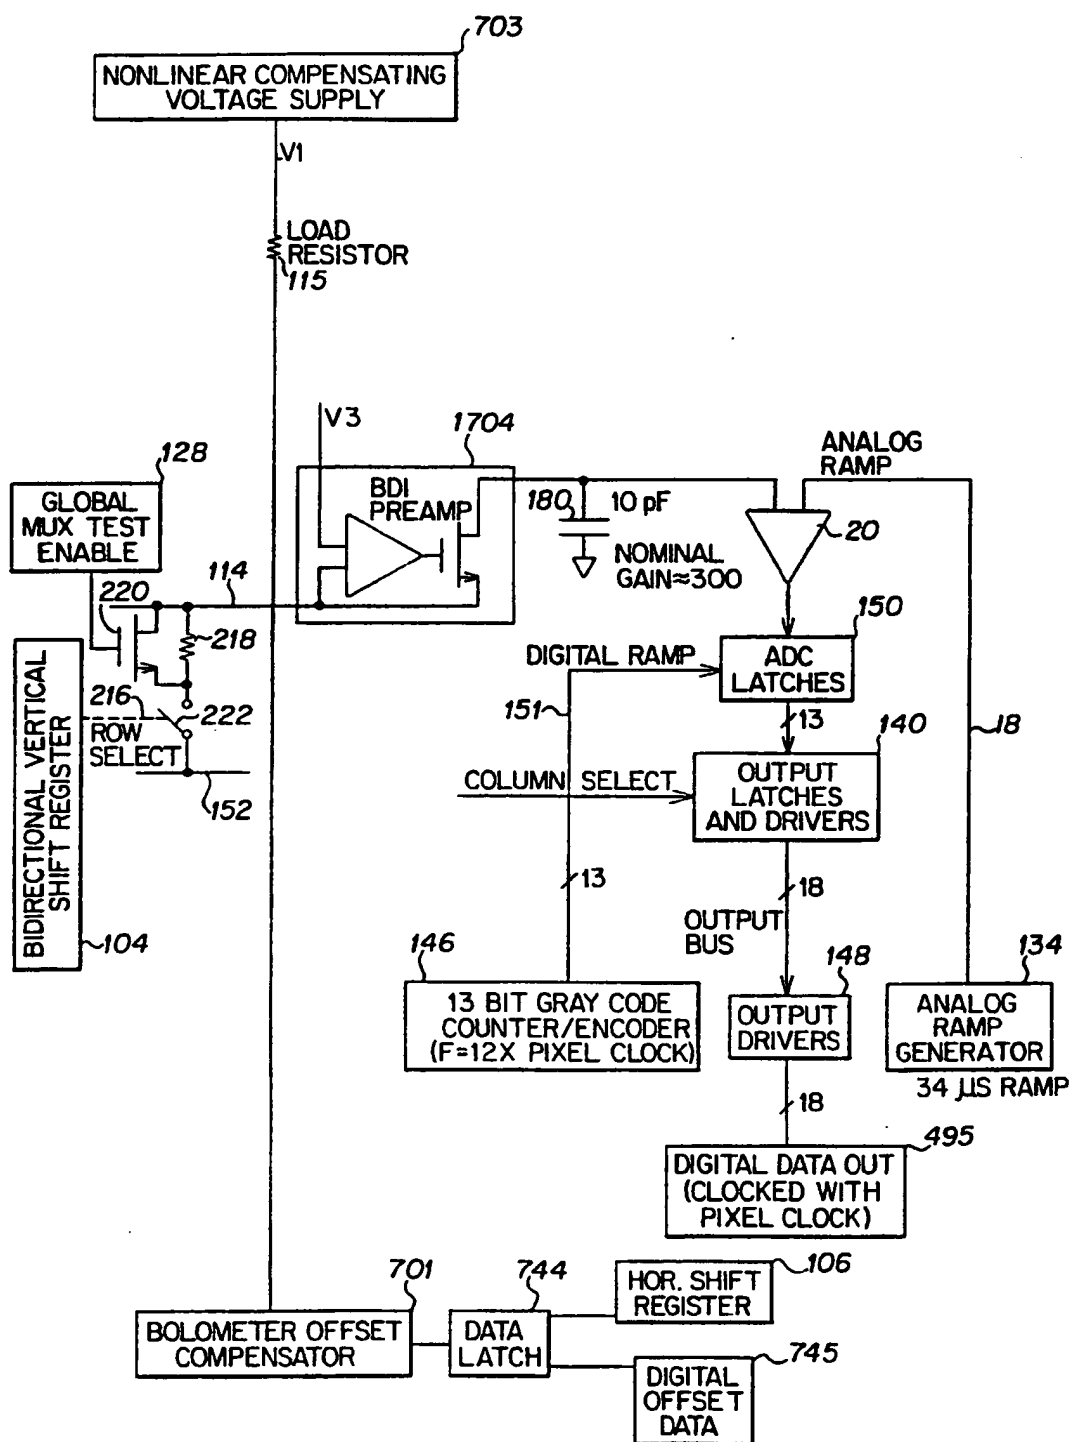 703
NONLINEAR COMPENSATING
VOLTAGE SUPPLY
V1
LOAD
RESISTOR
115
V3
1704
BDI
PREAMP
180
10 pF
NOMINAL
GAIN≈300
ANALOG
RAMP
20
128
GLOBAL
MUX TEST
ENABLE
220
114
218
216
222
ROW
SELECT
152
BIDIRECTIONAL VERTICAL
SHIFT REGISTER
104
DIGITAL RAMP
151
150
ADC
LATCHES
13
140
18
COLUMN SELECT
OUTPUT
LATCHES
AND DRIVERS
13
18
OUTPUT
BUS
146
13 BIT GRAY CODE
COUNTER/ENCODER
(F=12X PIXEL CLOCK)
148
OUTPUT
DRIVERS
134
ANALOG
RAMP
GENERATOR
34 µS RAMP
18
495
DIGITAL DATA OUT
(CLOCKED WITH
PIXEL CLOCK)
701
BOLOMETER OFFSET
COMPENSATOR
744
DATA
LATCH
106
HOR. SHIFT
REGISTER
745
DIGITAL
OFFSET
DATA